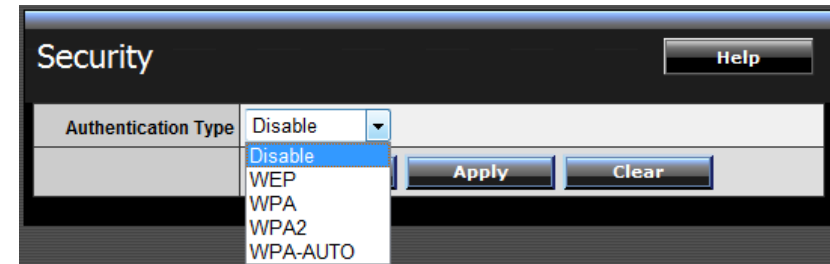 Security
Help
Authentication Type Disable
Disable
WEP
WPA
WPA2
WPA-AUTO
Apply
Clear